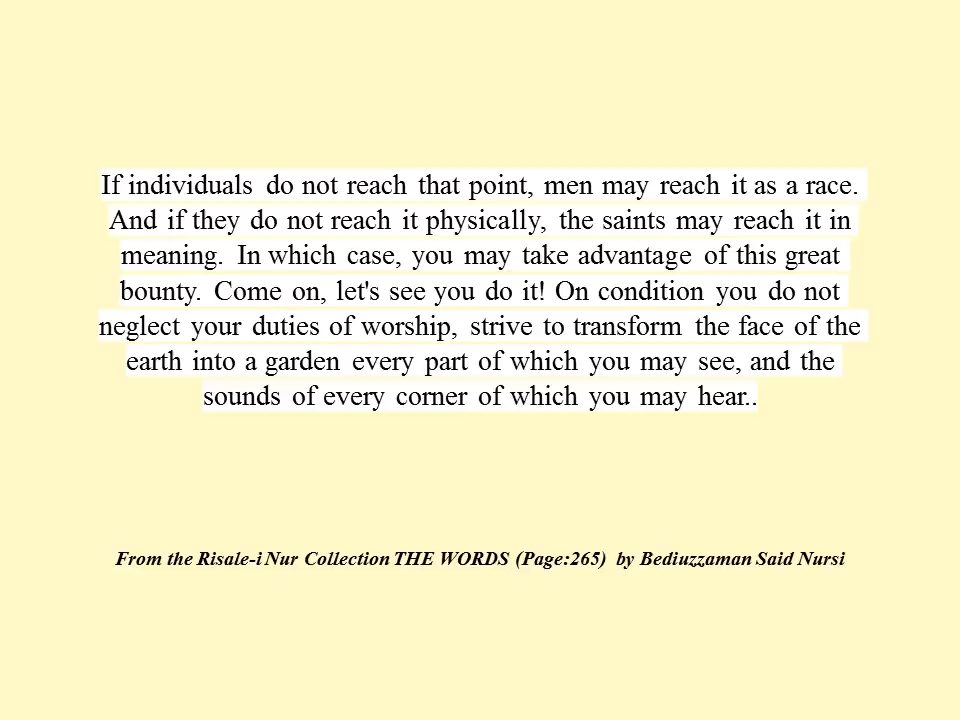 If individuals do not reach that point, men may reach it as a race.
And if they do not reach it physically, the saints may reach it in
meaning. In which case, you may take advantage of this great
bounty. Come on, let's see you do it! On condition you do not
neglect your duties of worship, strive to transform the face of the
earth into a garden every part of which you may see, and the
sounds of every corner of which you may hear..
From the Risale-i Nur Collection THE WORDS (Page:265) by Bediuzzaman Said Nursi